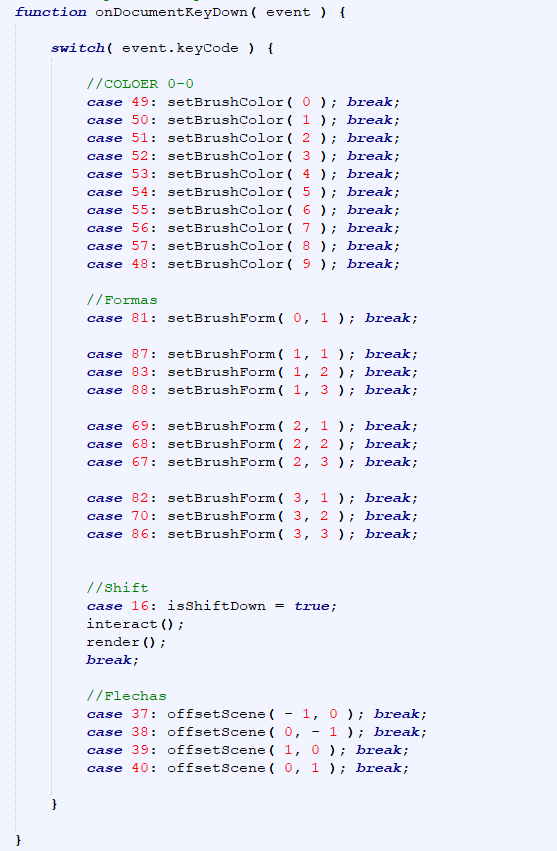 function onDocumentKeyDown( event ) {
switch( event.keyCode ) {
//COLOER 0-0
case 49: setBrushColor( 0 ); break;
case 50: setBrushColor( 1 ); break;
case 51: setBrushColor( 2 ); break;
case 52: setBrushColor( 3 ); break;
case 53: setBrushColor( 4 ); break;
case 54: setBrushColor( 5 ); break;
case 55: setBrushColor( 6 ); break;
case 56: setBrushColor( 7 ); break;
case 57: setBrushColor( 8 ); break;
case 48: setBrushColor( 9 ); break;
//Formas
case 81: setBrushForm( 0, 1 ); break;
case 87: setBrushForm( 1, 1 ); break;
case 83: setBrushForm( 1, 2 ); break;
case 88: setBrushForm( 1, 3 ); break;
case 69: setBrushForm( 2, 1 ); break;
case 68: setBrushForm( 2, 2 ); break;
case 67: setBrushForm( 2, 3 ); break;
case 82: setBrushForm( 3, 1 ); break;
case 70: setBrushForm( 3, 2 ); break;
case 86: setBrushForm( 3, 3 ); break;
//Shift
case 16: isShiftDown = true;
interact();
render();
break;
//Flechas
case 37: offsetScene( - 1, 0 ); break;
case 38: offsetScene( 0, - 1 ); break;
case 39: offsetScene( 1, 0 ); break;
case 40: offsetScene( 0, 1 ); break;
}
}